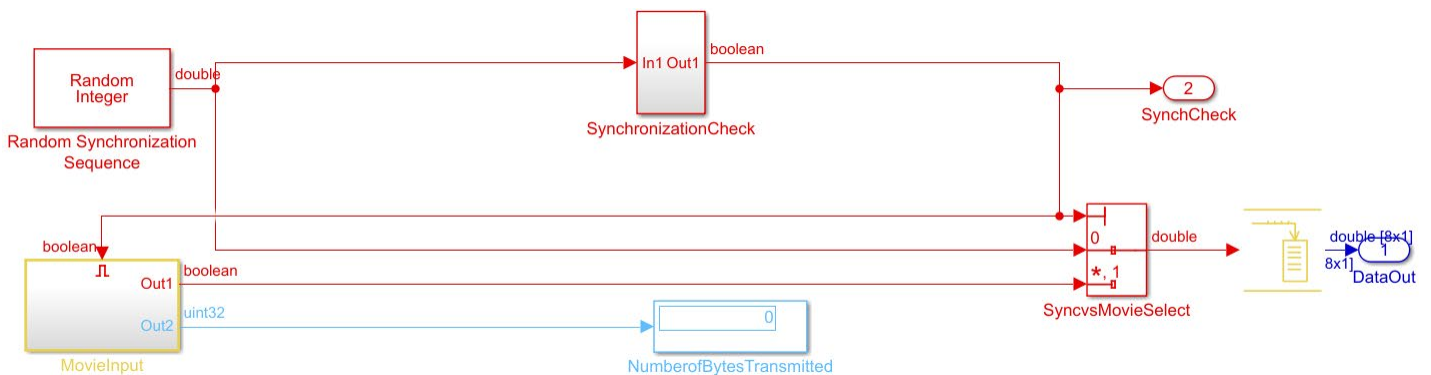 Random
Integer
double
Random Synchronization
Sequence
In1 Out1
boolean
SynchronizationCheck
2
SynchCheck
boolean
Out1
boolean
Out2
uint32
MovieInput
0
NumberofBytesTransmitted
0
*, 1
double
SyncvsMovieSelect
double [8x1]
1
8x1]
DataOut